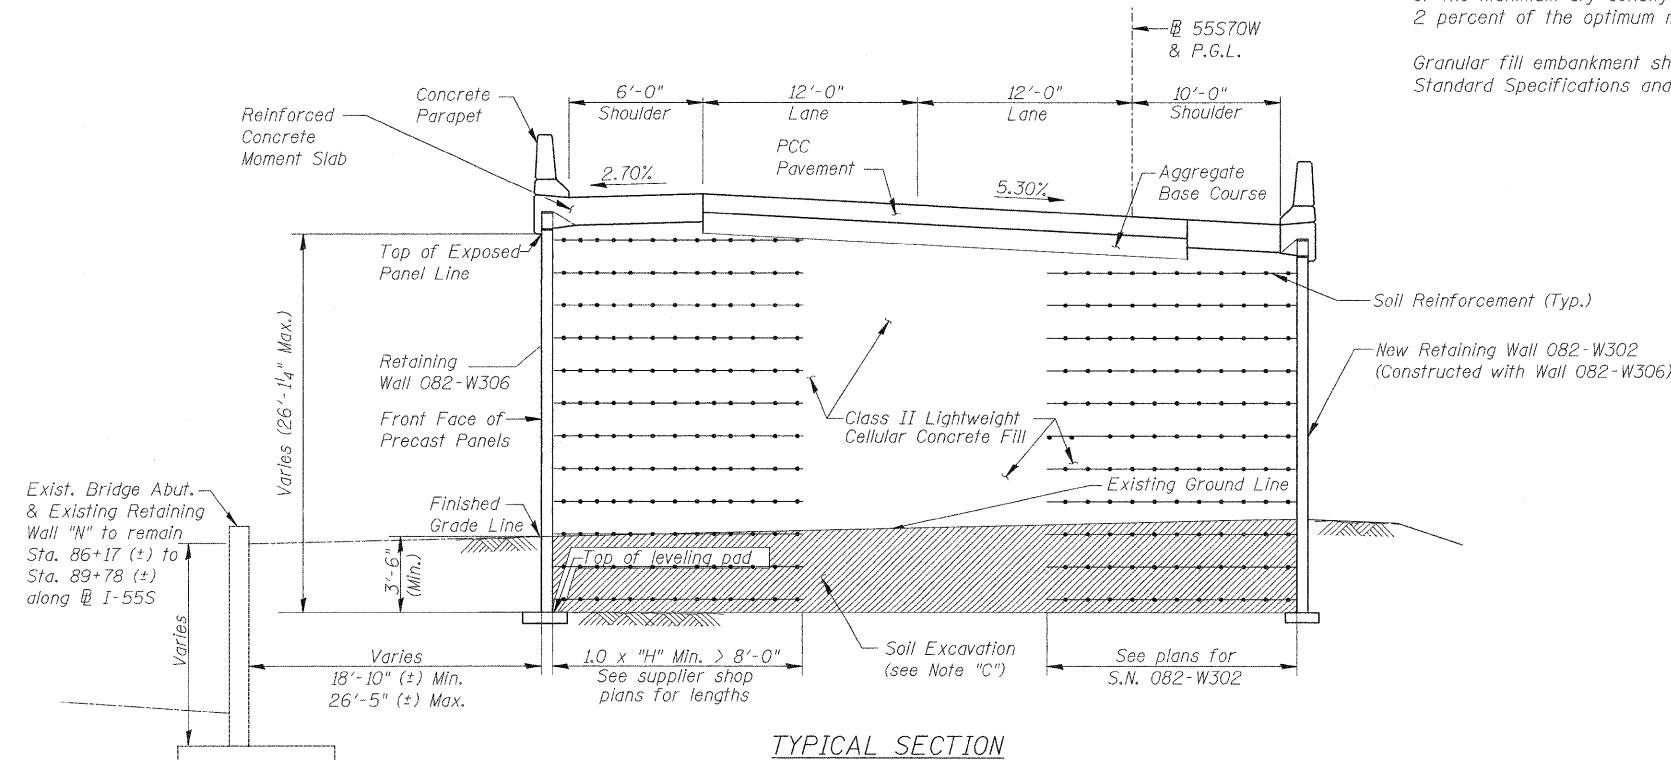 2 percent of the optimum
Granular fill embankment
Standard Specifications and
℄ 55S70W
& P.G.L.
Concrete
Parapet
6'-0"
Shoulder
12'-0"
Lane
12'-0"
Lane
10'-0"
Shoulder
Reinforced
Concrete
Moment Slab
PCC
Pavement
2.70%
5.30%
Aggregate
Base Course
Top of Exposed
Panel Line
Soil Reinforcement (Typ.)
Varies (26'-1¼" Max.)
Retaining
Wall 082-W306
New Retaining Wall 082-W302
(Constructed with Wall 082-W306)
Front Face of
Precast Panels
Class II Lightweight
Cellular Concrete Fill
Existing Ground Line
Exist. Bridge Abut.
& Existing Retaining
Wall "N" to remain
Sta. 86+17 (±) to
Sta. 89+78 (±)
along ℄ I-55S
Finished
Grade Line
3'-6"
(Min.)
Top of leveling pad
Varies
Varies
18'-10" (±) Min.
26'-5" (±) Max.
1.0 x "H" Min. > 8'-0"
See supplier shop
plans for lengths
Soil Excavation
(see Note "C")
See plans for
S.N. 082-W302
TYPICAL SECTION